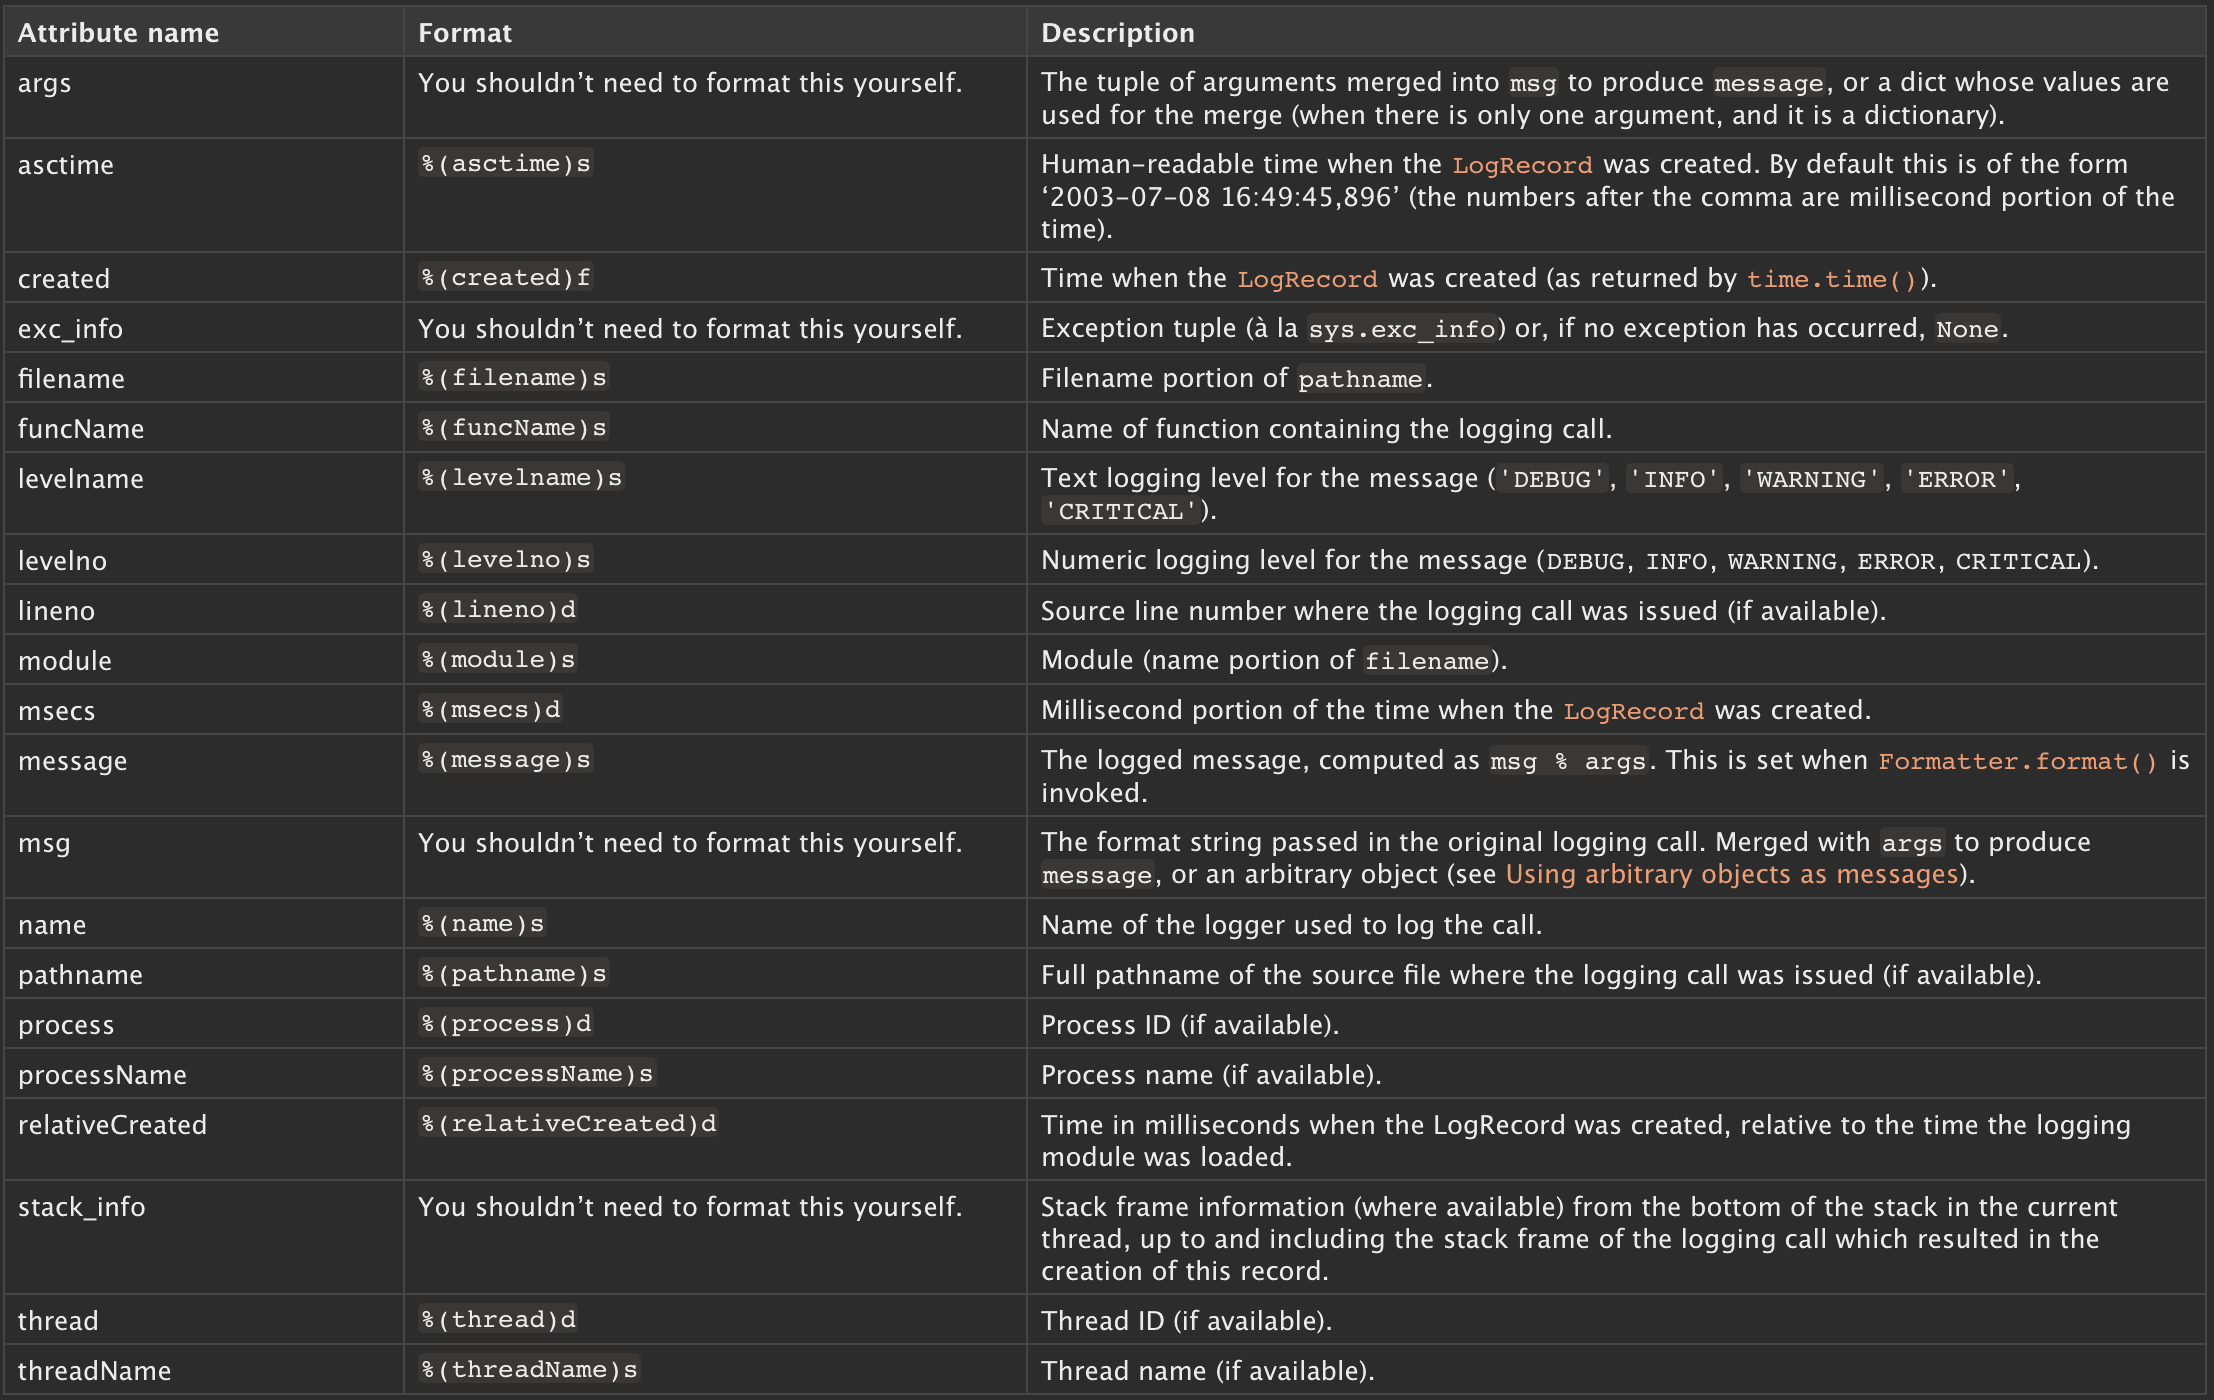 Attribute name Format Description
args You shouldn’t need to format this yourself. The tuple of arguments merged into msg to produce message, or a dict whose values are
used for the merge (when there is only one argument, and it is a dictionary).
asctime %(asctime)s Human-readable time when the LogRecord was created. By default this is of the form
‘2003-07-08 16:49:45,896’ (the numbers after the comma are millisecond portion of the
time).
created %(created)f Time when the LogRecord was created (as returned by time.time()).
exc_info You shouldn’t need to format this yourself. Exception tuple (à la sys.exc_info) or, if no exception has occurred, None.
filename %(filename)s Filename portion of pathname.
funcName %(funcName)s Name of function containing the logging call.
levelname %(levelname)s Text logging level for the message ('DEBUG', 'INFO', 'WARNING', 'ERROR',
'CRITICAL').
levelno %(levelno)s Numeric logging level for the message (DEBUG, INFO, WARNING, ERROR, CRITICAL).
lineno %(lineno)d Source line number where the logging call was issued (if available).
module %(module)s Module (name portion of filename).
msecs %(msecs)d Millisecond portion of the time when the LogRecord was created.
message %(message)s The logged message, computed as msg % args. This is set when Formatter.format() is
invoked.
msg You shouldn’t need to format this yourself. The format string passed in the original logging call. Merged with args to produce
message, or an arbitrary object (see Using arbitrary objects as messages).
name %(name)s Name of the logger used to log the call.
pathname %(pathname)s Full pathname of the source file where the logging call was issued (if available).
process %(process)d Process ID (if available).
processName %(processName)s Process name (if available).
relativeCreated %(relativeCreated)d Time in milliseconds when the LogRecord was created, relative to the time the logging
module was loaded.
stack_info You shouldn’t need to format this yourself. Stack frame information (where available) from the bottom of the stack in the current
thread, up to and including the stack frame of the logging call which resulted in the
creation of this record.
thread %(thread)d Thread ID (if available).
threadName %(threadName)s Thread name (if available).